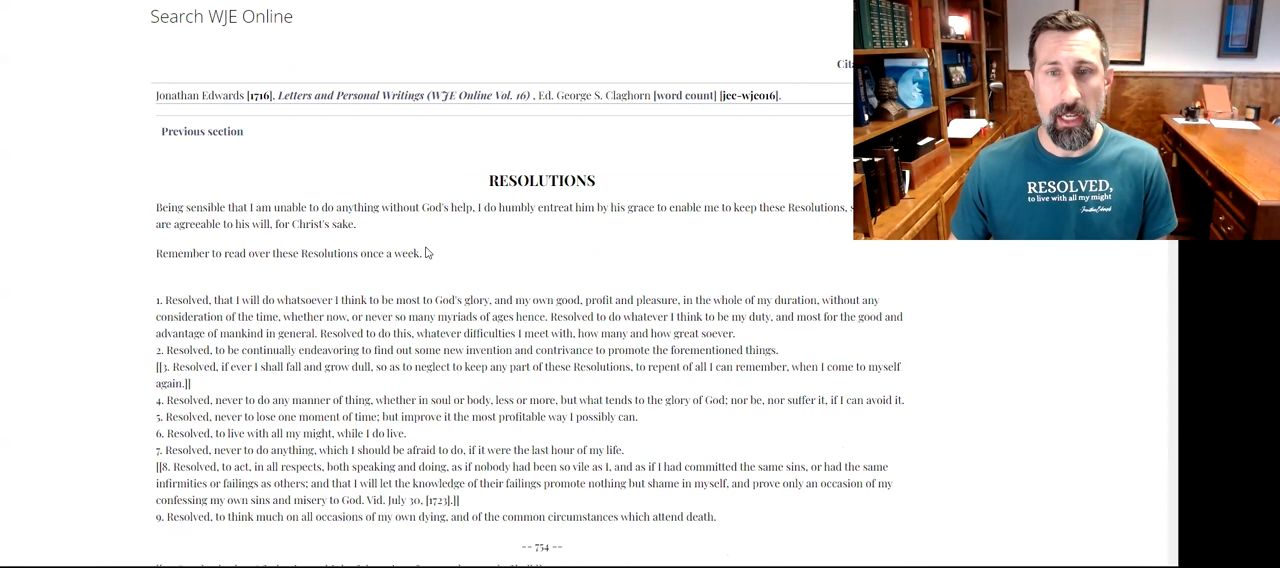 Search WJE Online
Jonathan Edwards [1716], Letters and Personal Writings (WJE Online Vol. 16) , Ed. George S. Claghorn [word count] [jec-wje016].
Previous section
RESOLUTIONS
Being sensible that I am unable to do anything without God's help, I do humbly entreat him by his grace to enable me to keep these Resolutions,
are agreeable to his will, for Christ's sake.
Remember to read over these Resolutions once a week.
1. Resolved, that I will do whatsoever I think to be most to God's glory, and my own good, profit and pleasure, in the whole of my duration, without any
consideration of the time, whether now, or never so many myriads of ages hence. Resolved to do whatever I think to be my duty, and most for the good and
advantage of mankind in general. Resolved to do this, whatever difficulties I meet with, how many and how great soever.
2. Resolved, to be continually endeavoring to find out some new invention and contrivance to promote the forementioned things.
[[3. Resolved, if ever I shall fall and grow dull, so as to neglect to keep any part of these Resolutions, to repent of all I can remember, when I come to myself
again.]]
4. Resolved, never to do any manner of thing, whether in soul or body, less or more, but what tends to the glory of God; nor be, nor suffer it, if I can avoid it.
5. Resolved, never to lose one moment of time; but improve it the most profitable way I possibly can.
6. Resolved, to live with all my might, while I do live.
7. Resolved, never to do anything, which I should be afraid to do, if it were the last hour of my life.
[[8. Resolved, to act, in all respects, both speaking and doing, as if nobody had been so vile as I, and as if I had committed the same sins, or had the same
infirmities or failings as others; and that I will let the knowledge of their failings promote nothing but shame in myself, and prove only an occasion of my
confessing my own sins and misery to God. Vid. July 30, [1723].]]
9. Resolved, to think much on all occasions of my own dying, and of the common circumstances which attend death.
-- 754 --
RESOLVED,
to live with all my might
-Jonathan Edwards